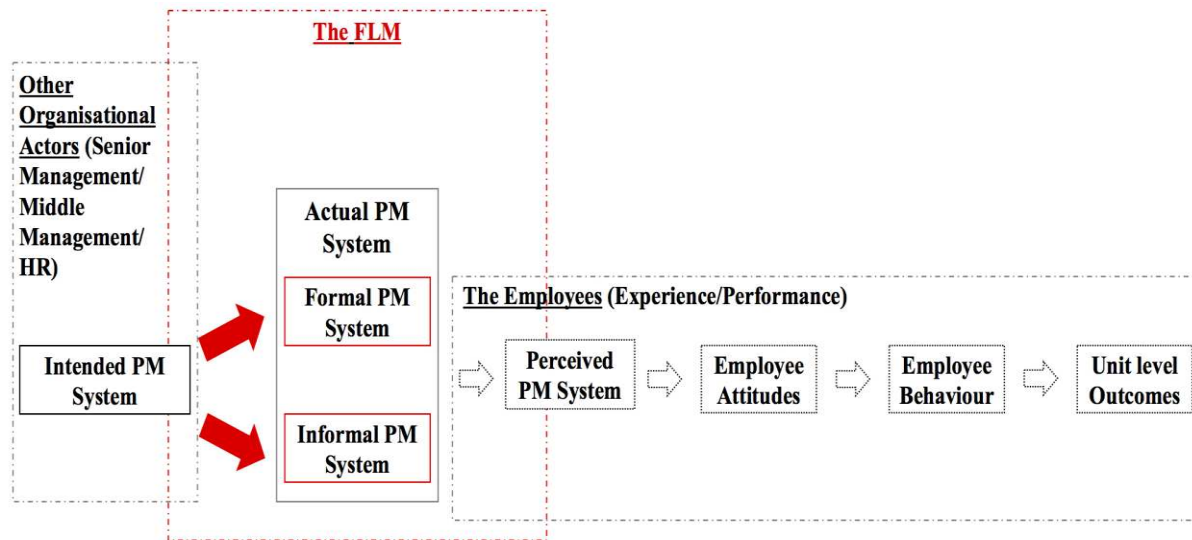 The FLM
Other
Organisational
Actors (Senior
Management/
Middle
Management/
HR)
Intended PM
System
Actual PM
System
Formal PM
System
Informal PM
System
The Employees (Experience/Performance)
Perceived
PM System
Employee
Attitudes
Employee
Behaviour
Unit level
Outcomes